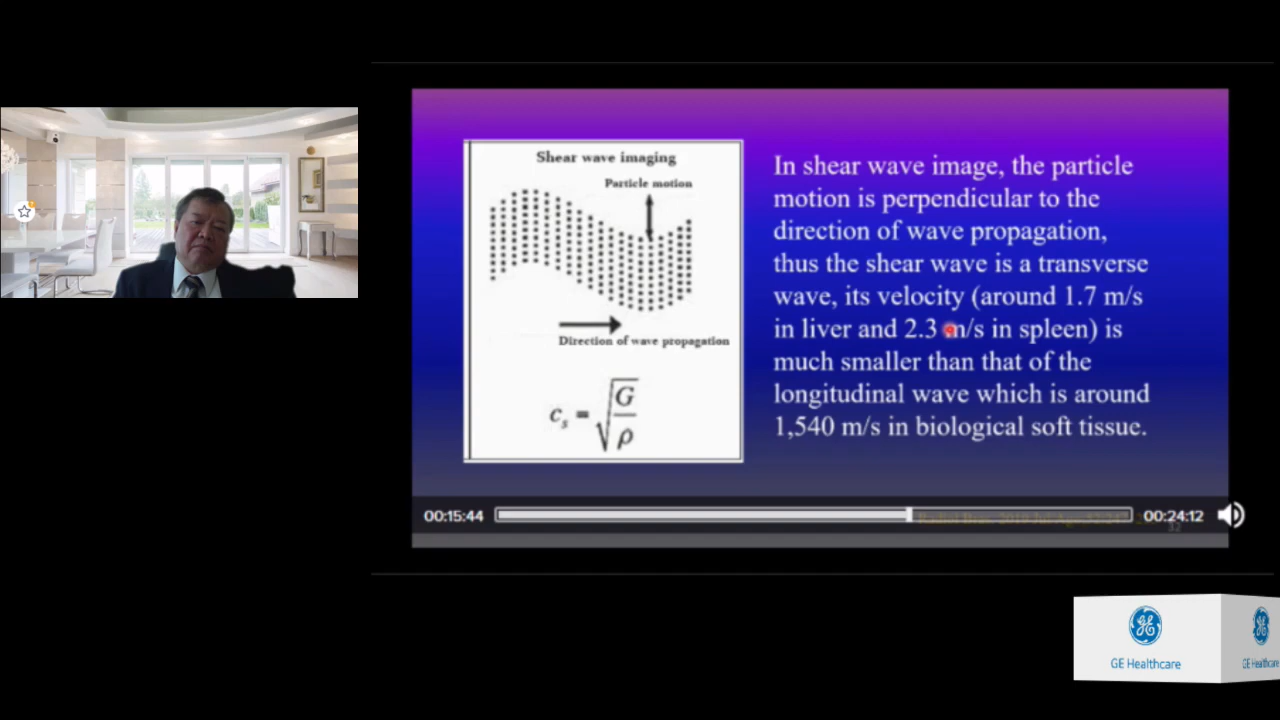 Shear wave imaging
Particle motion
Direction of wave propagation
c_s = √(G/ρ)
In shear wave image, the particle
motion is perpendicular to the
direction of wave propagation,
thus the shear wave is a transverse
wave, its velocity (around 1.7 m/s
in liver and 2.3 m/s in spleen) is
much smaller than that of the
longitudinal wave which is around
1,540 m/s in biological soft tissue.
00:15:44
00:24:12
32
GE Healthcare
GE Healthcare